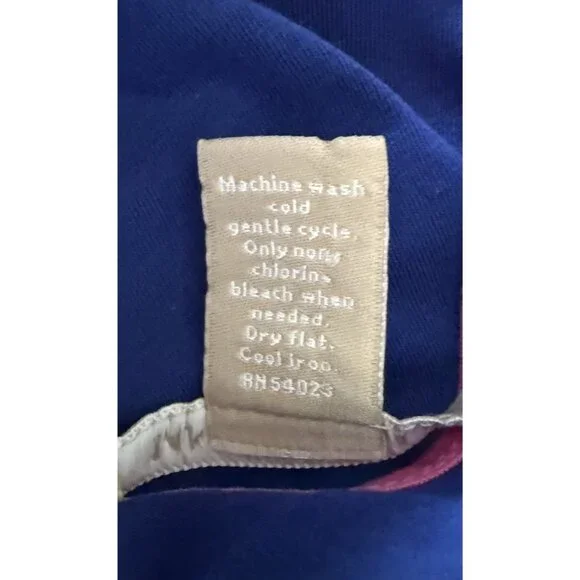 Machine wash
cold
gentle cycle.
Only non-
chlorine
bleach when
needed.
Dry flat.
Cool iron.
RN54023